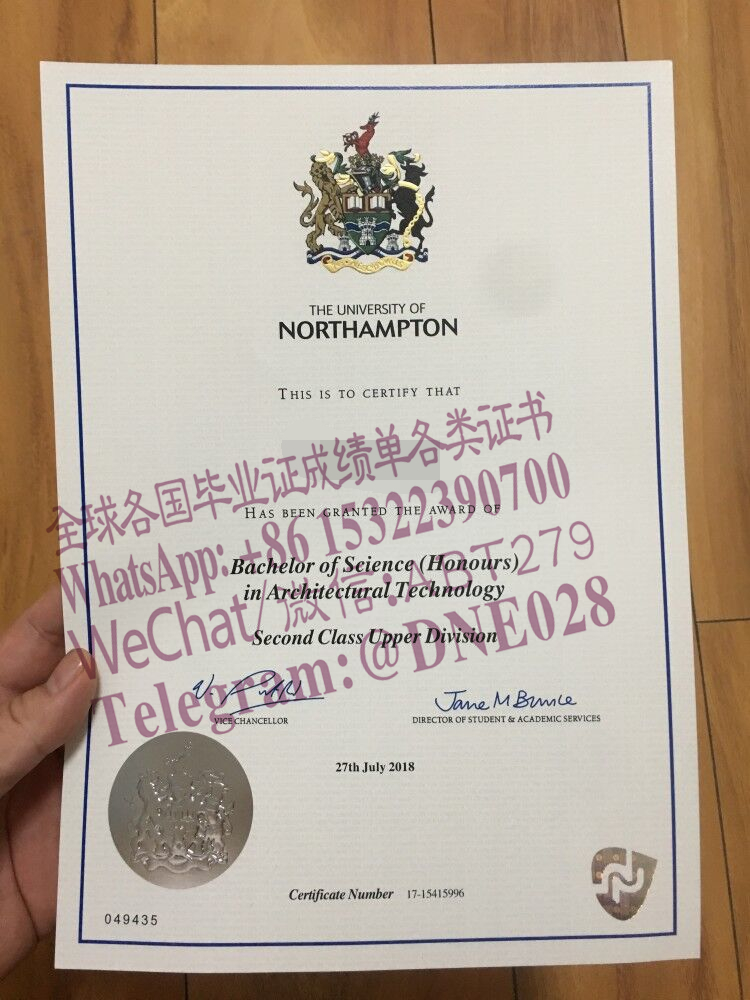 THE UNIVERSITY OF
NORTHAMPTON
THIS IS TO CERTIFY THAT
全球各国毕业证成绩单各类证书
HAS BEEN GRANTED THE AWARD OF
WhatsApp:+86 15322390700
Bachelor of Science (Honours)
in Architectural Technology
WeChat/微信:ABT279
Second Class Upper Division
Telegram:@DNE028
Jane M Bunce
VICE CHANCELLOR
DIRECTOR OF STUDENT & ACADEMIC SERVICES
27th July 2018
Certificate Number 17-15415996
049435